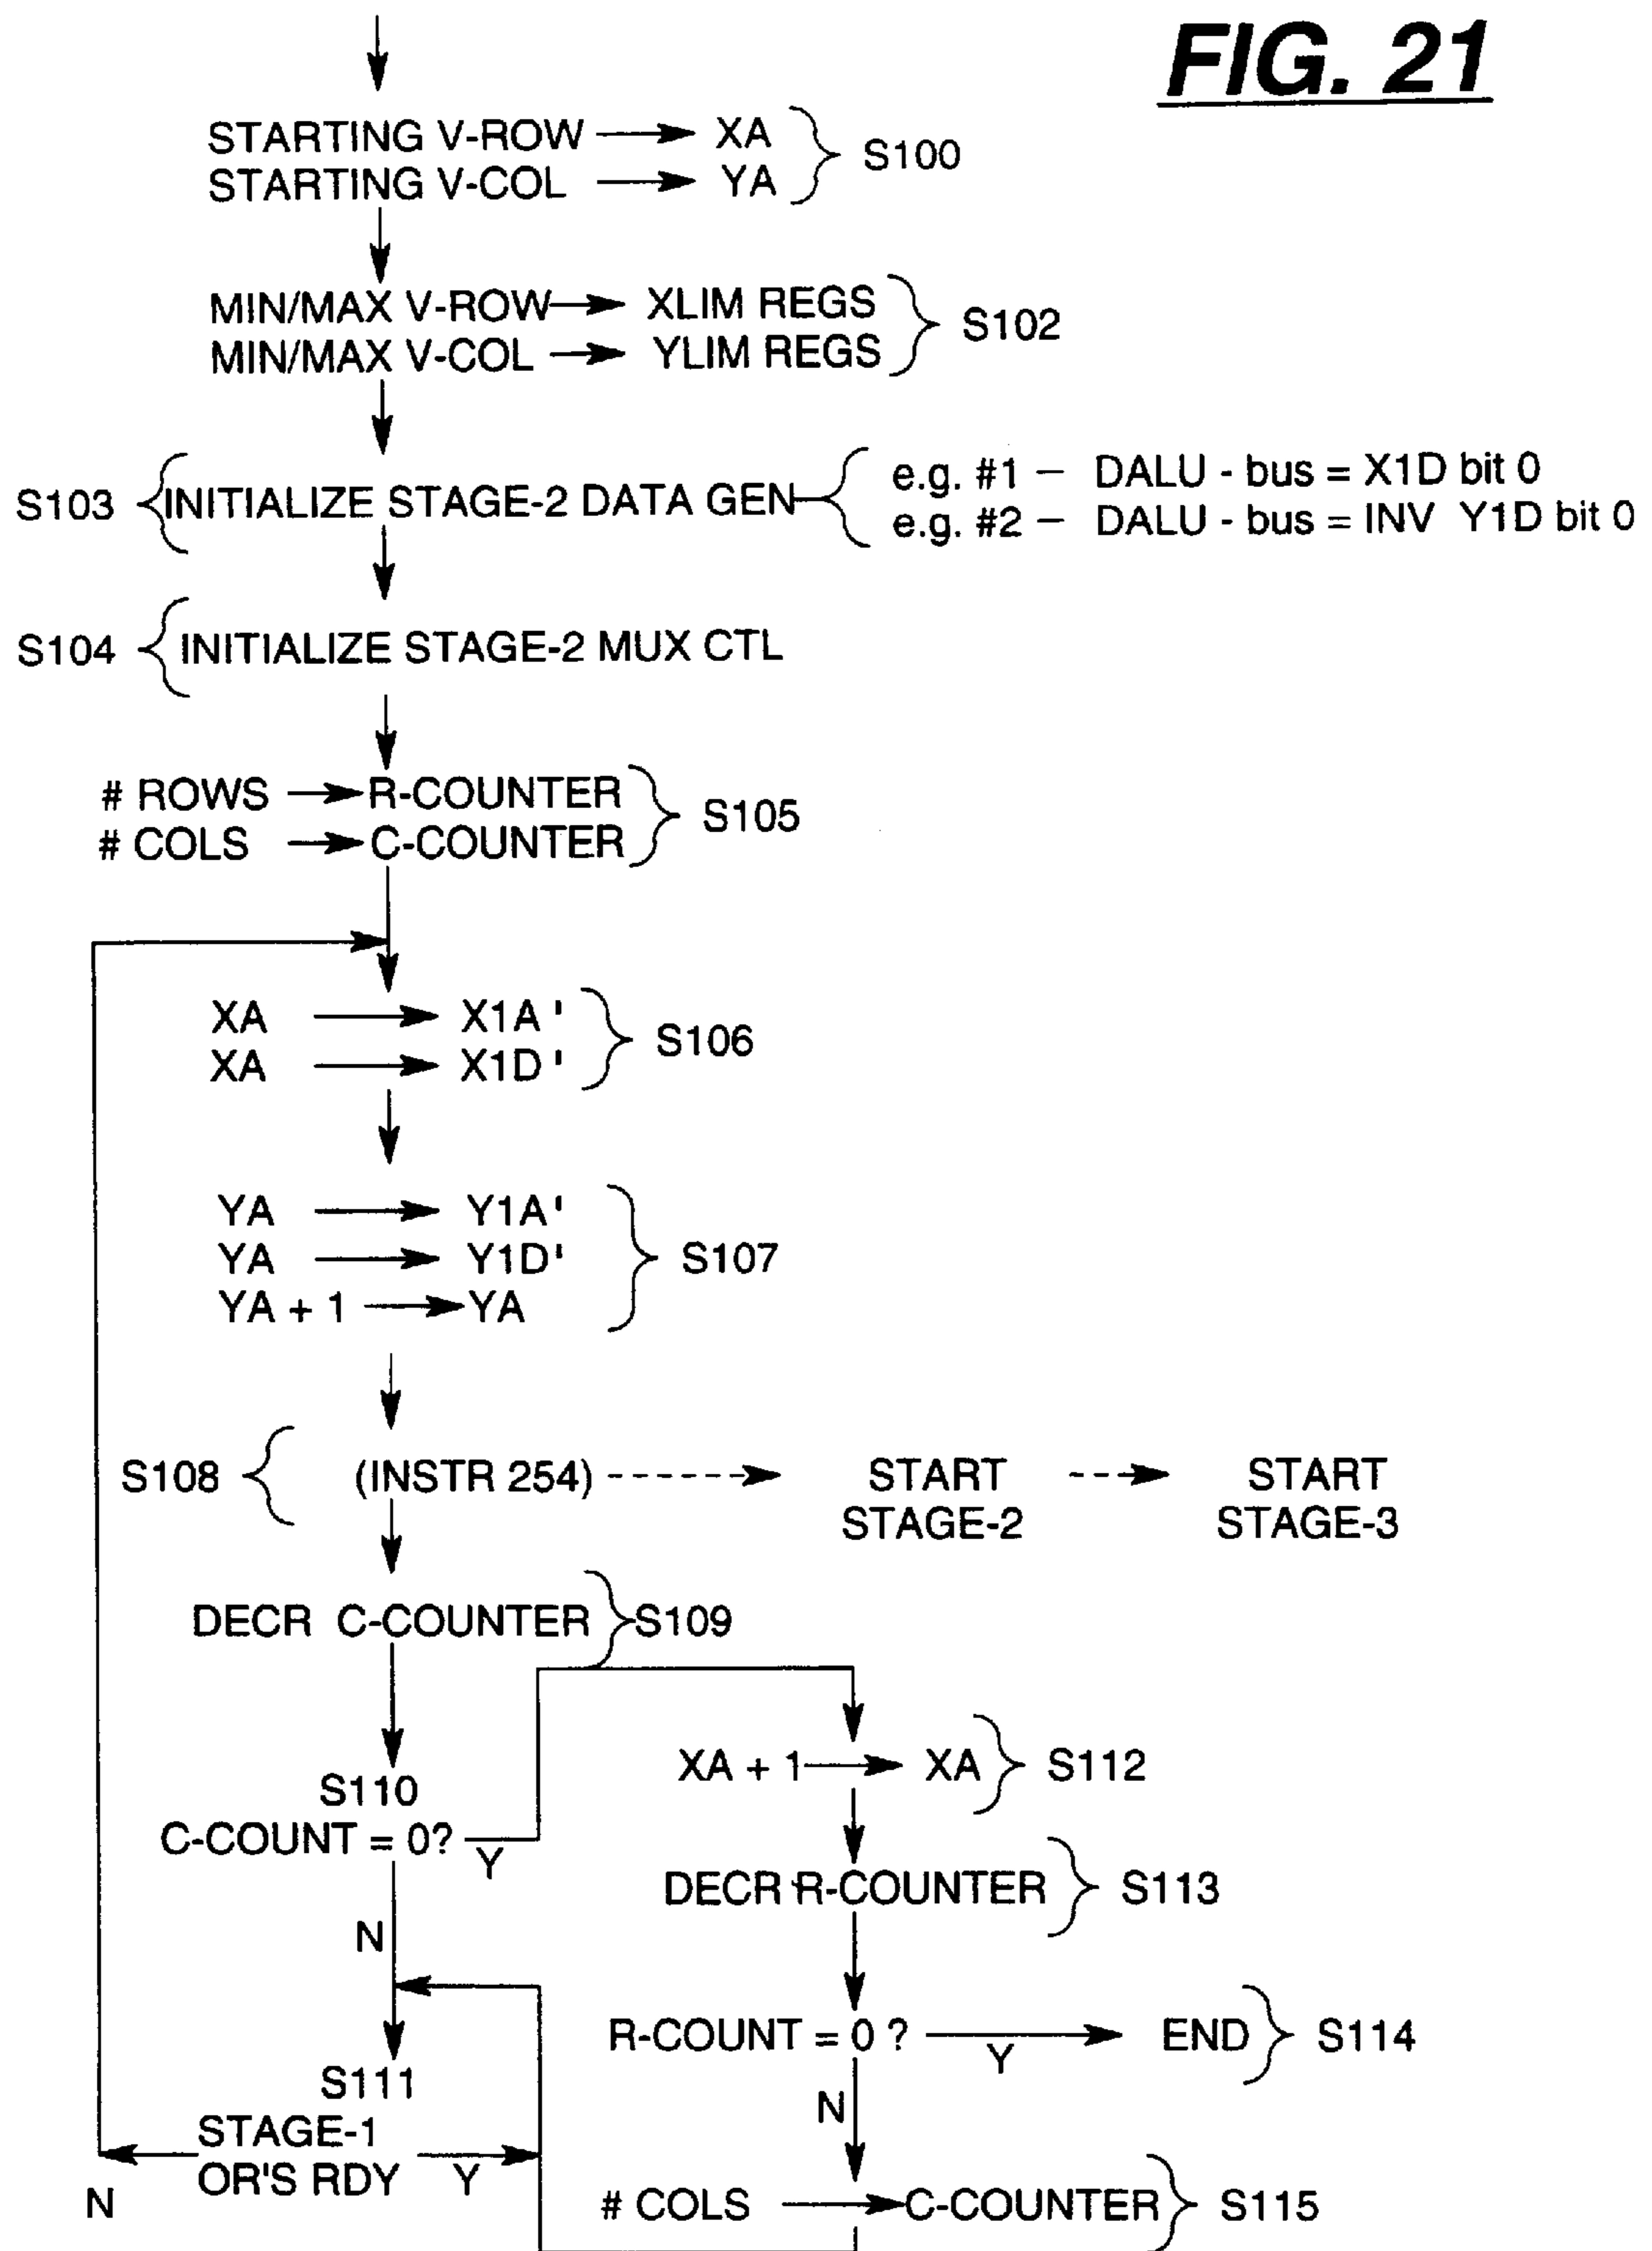 FIG. 21
STARTING V-ROW XA
STARTING V-COL YA
S100
MIN/MAX V-ROW XLIM REGS
MIN/MAX V-COL YLIM REGS
S102
S103 INITIALIZE STAGE-2 DATA GEN
e.g. #1 – DALU - bus = X1D bit 0
e.g. #2 – DALU - bus = INV Y1D bit 0
S104 INITIALIZE STAGE-2 MUX CTL
# ROWS R-COUNTER
# COLS C-COUNTER
S105
XA X1A'
XA X1D'
S106
YA Y1A'
YA Y1D'
YA + 1 YA
S107
S108 (INSTR 254)
START
STAGE-2
START
STAGE-3
DECR C-COUNTER S109
S110
C-COUNT = 0?
Y
N
XA + 1 XA S112
DECR R-COUNTER S113
R-COUNT = 0 ? Y END S114
N
S111
STAGE-1
OR'S RDY
N
Y
# COLS C-COUNTER S115